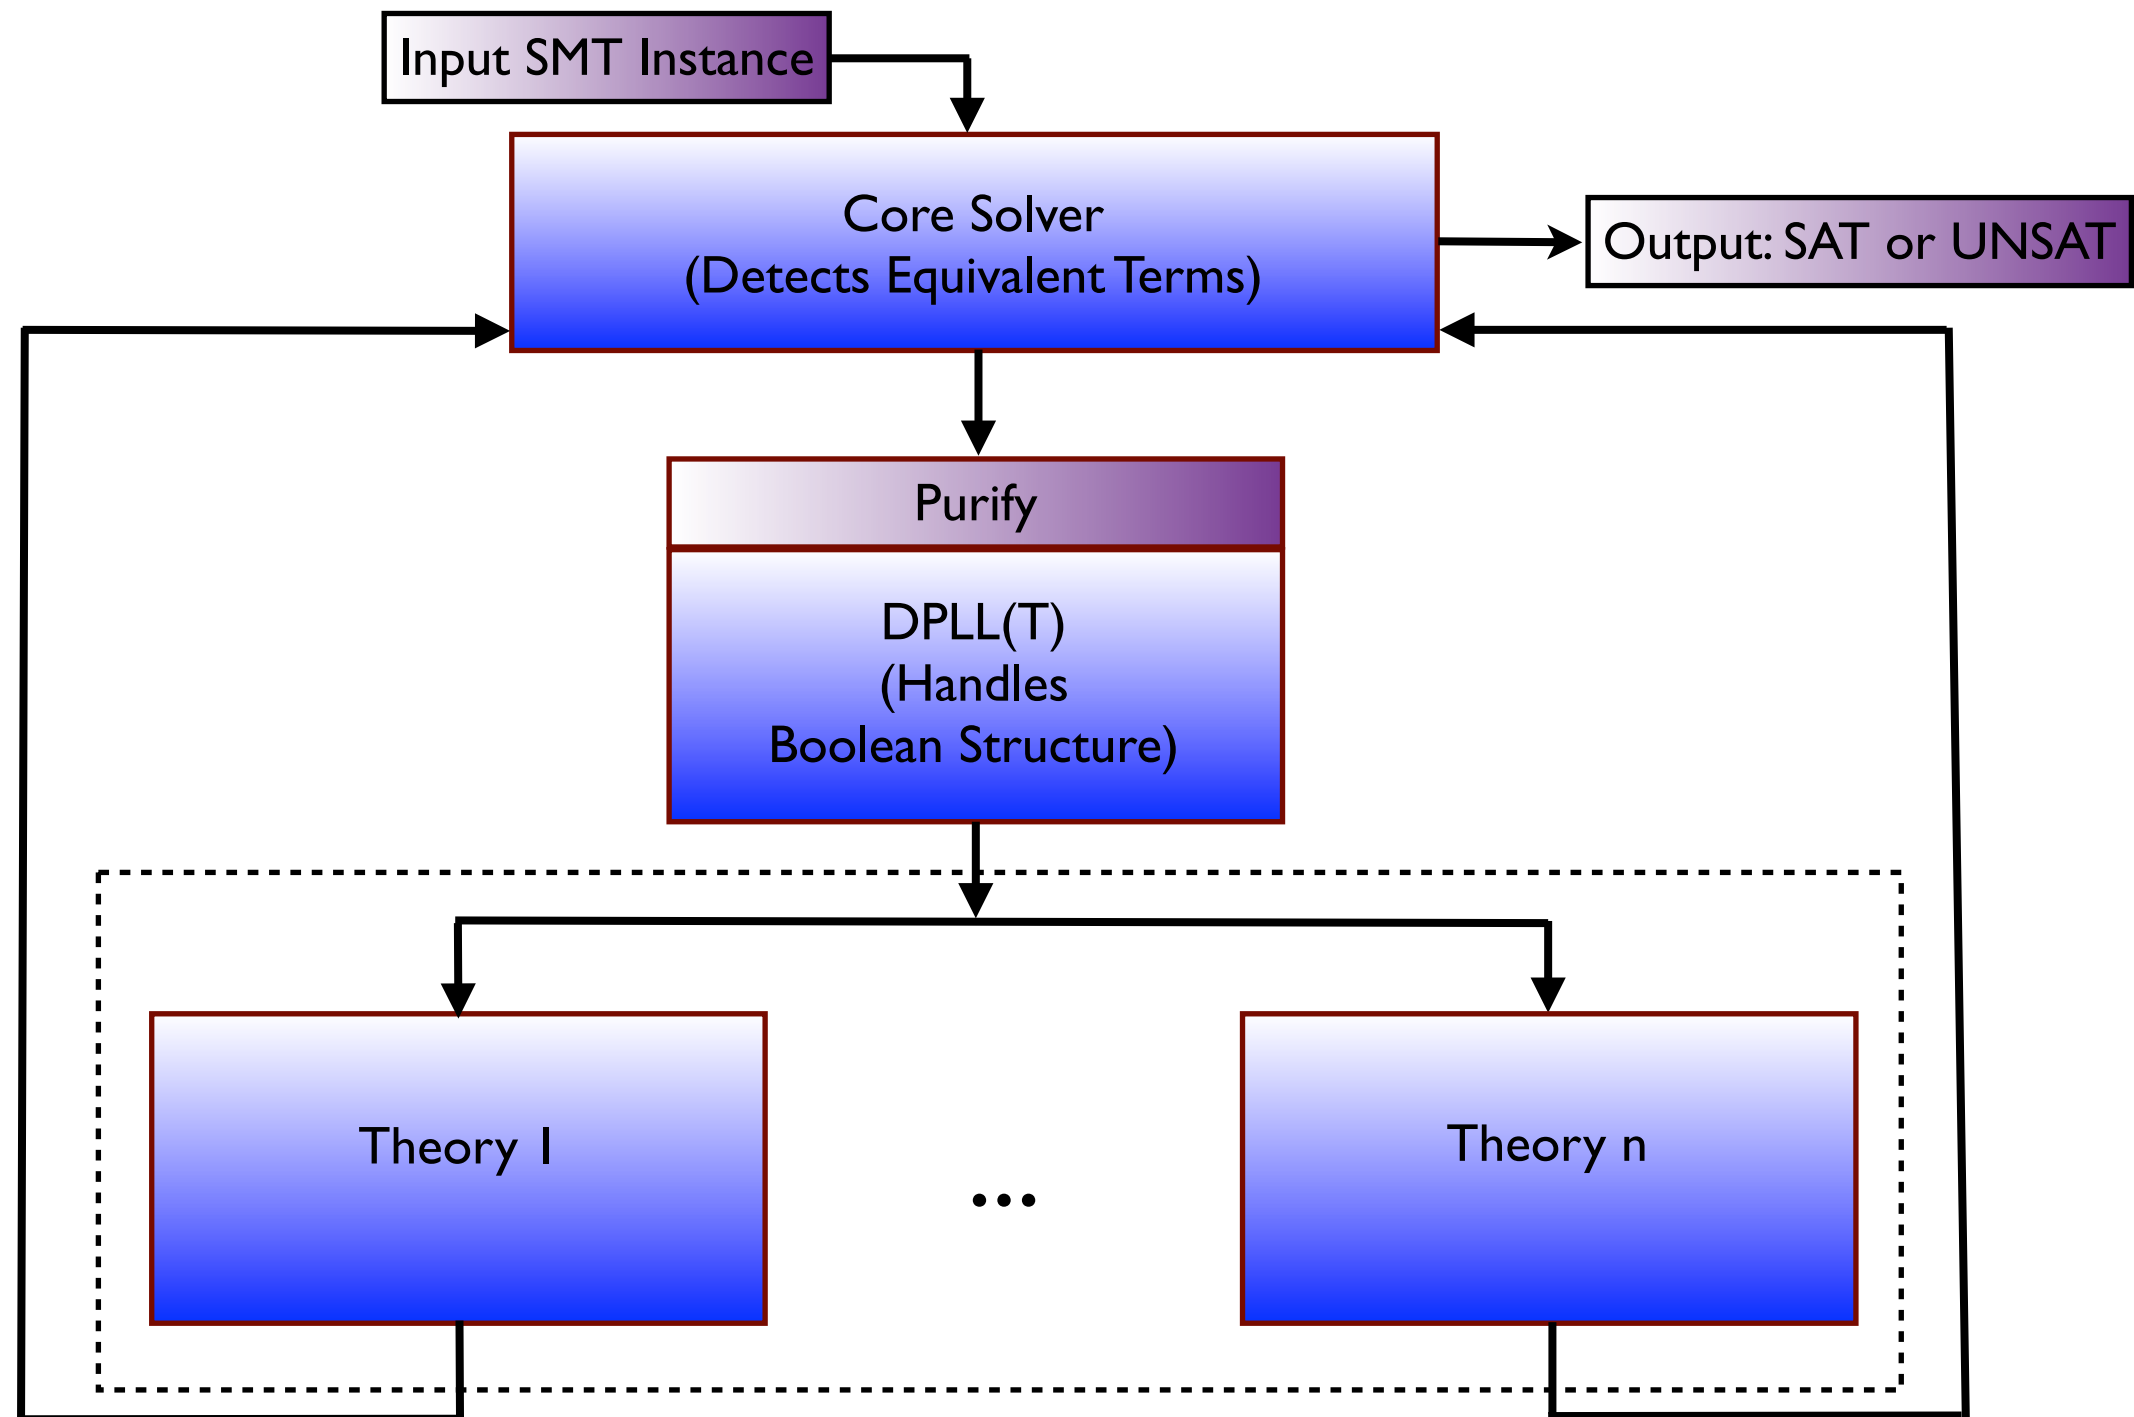 Input SMT Instance
Core Solver
(Detects Equivalent Terms)
Output: SAT or UNSAT
Purify
DPLL(T)
(Handles
Boolean Structure)
Theory 1
...
Theory n